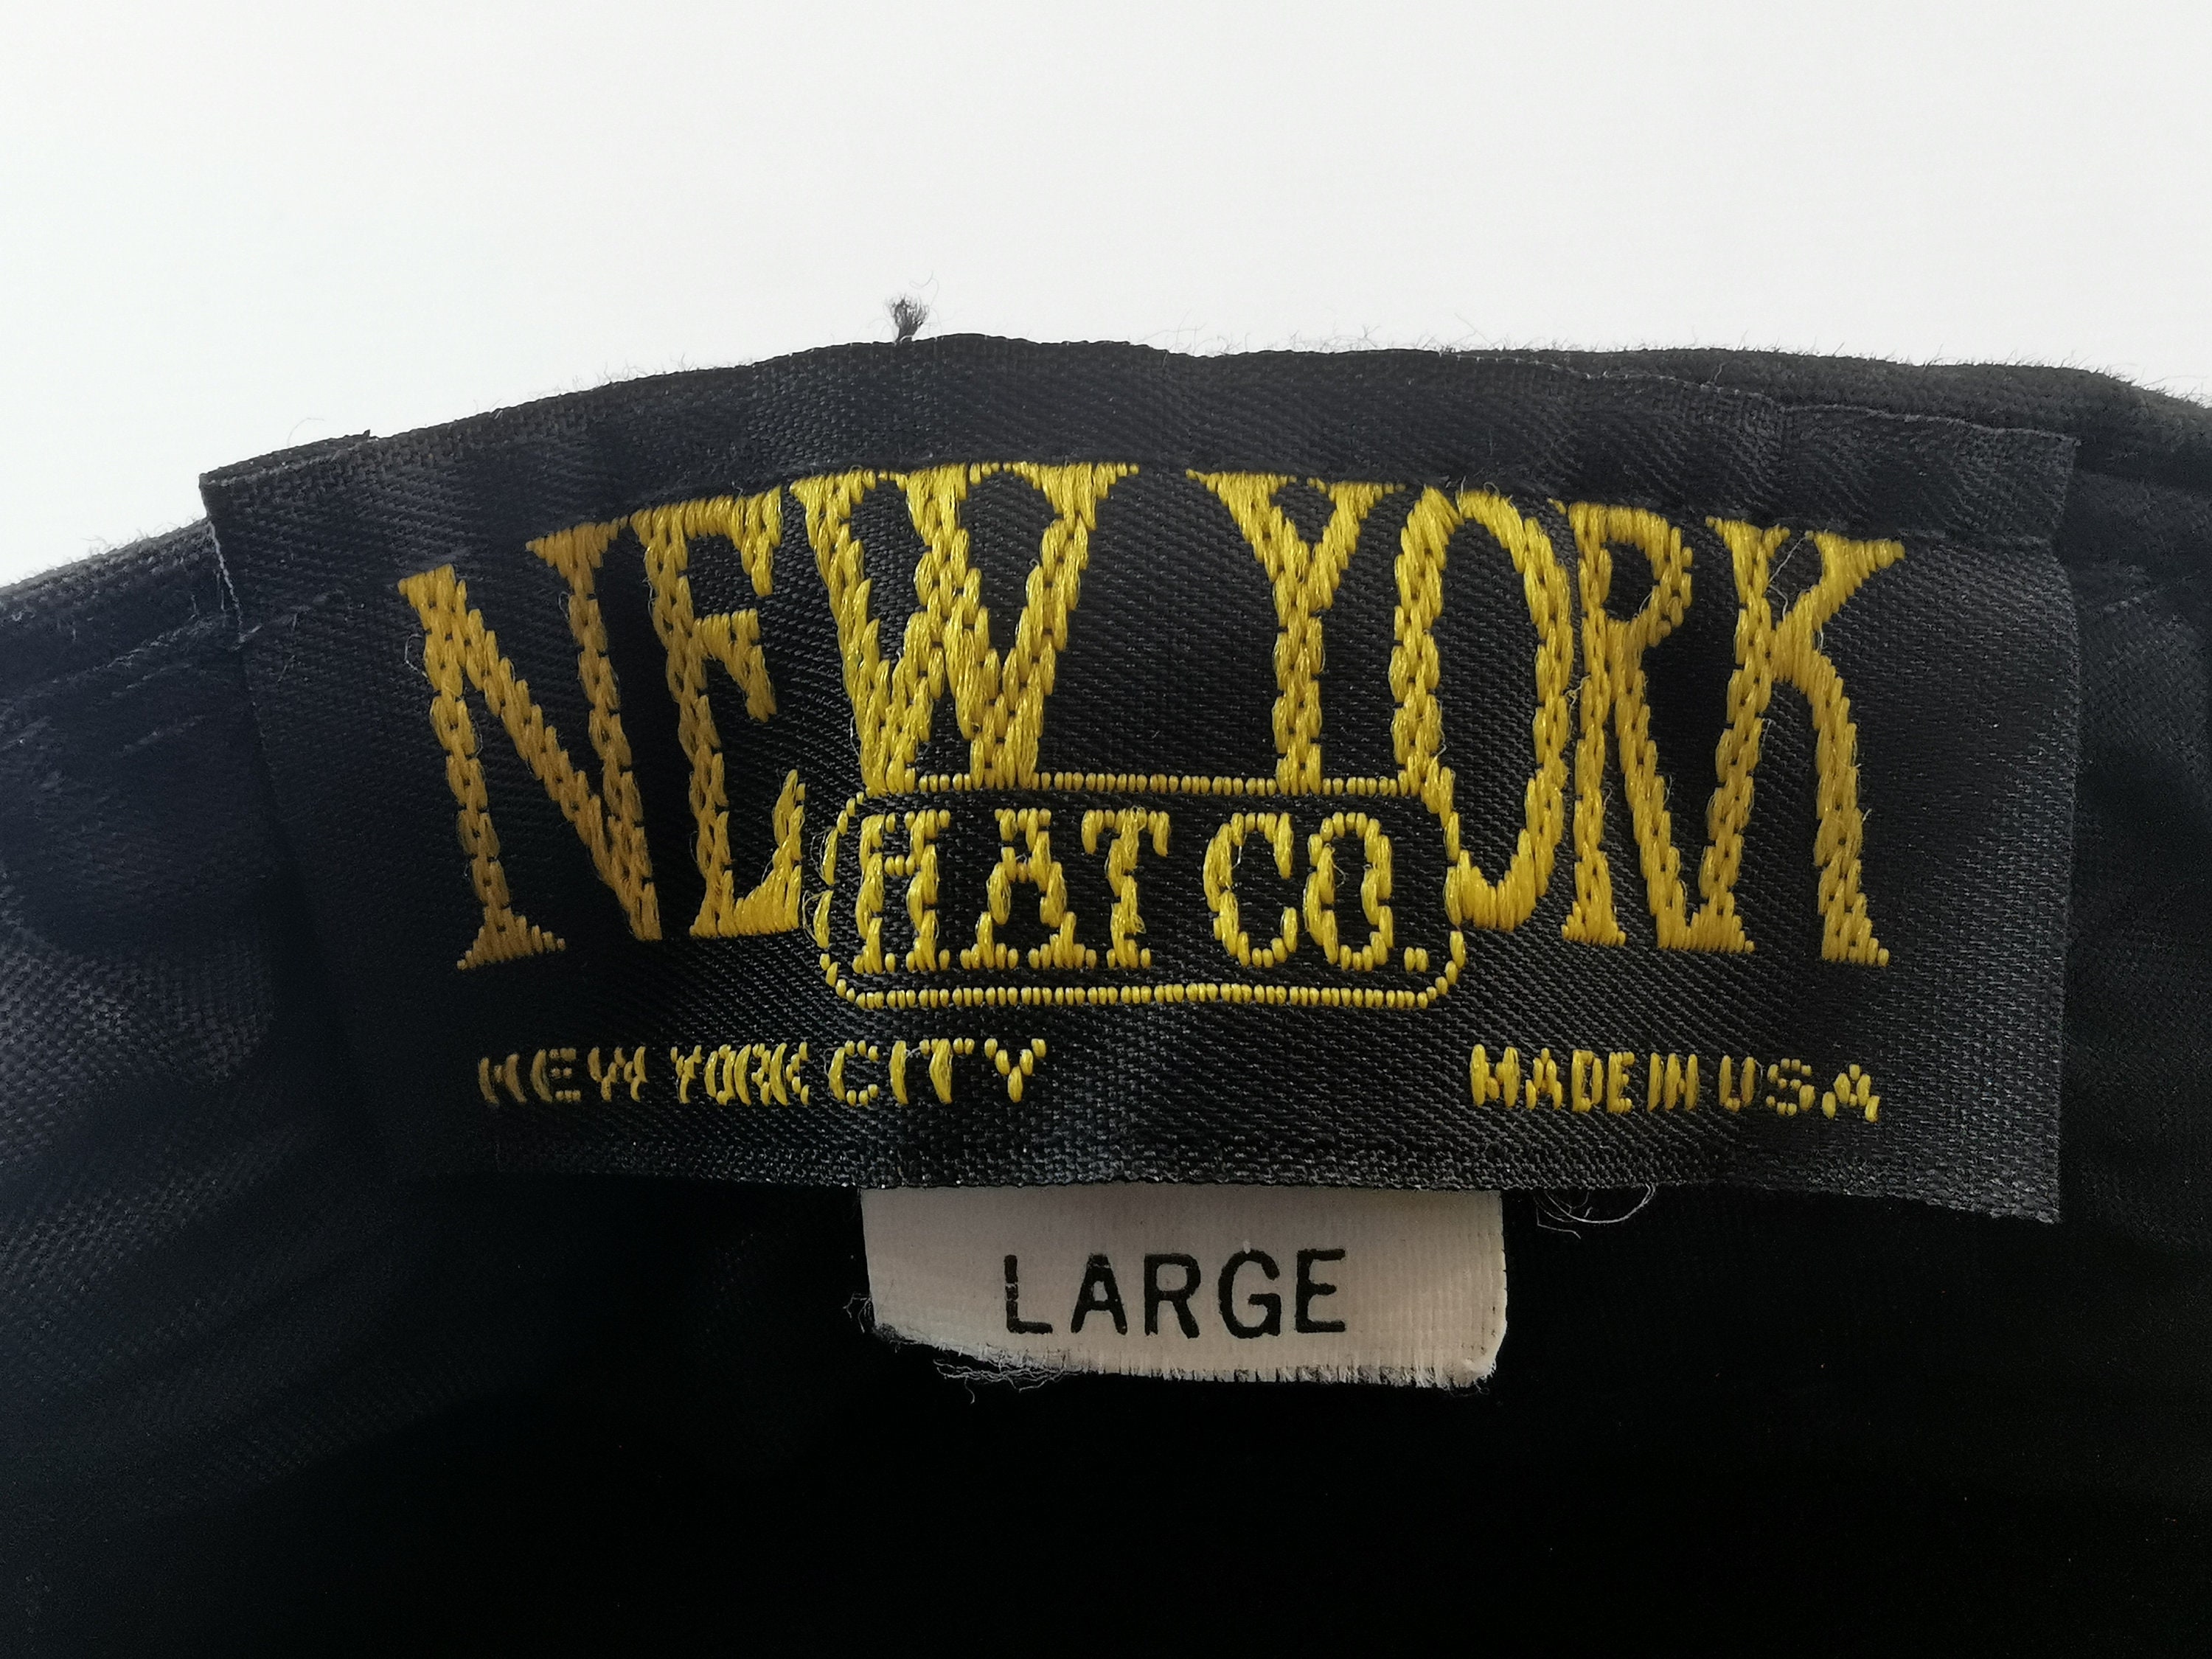 NEW YORK
HAT CO.
NEW YORK CITY MADE IN USA
LARGE